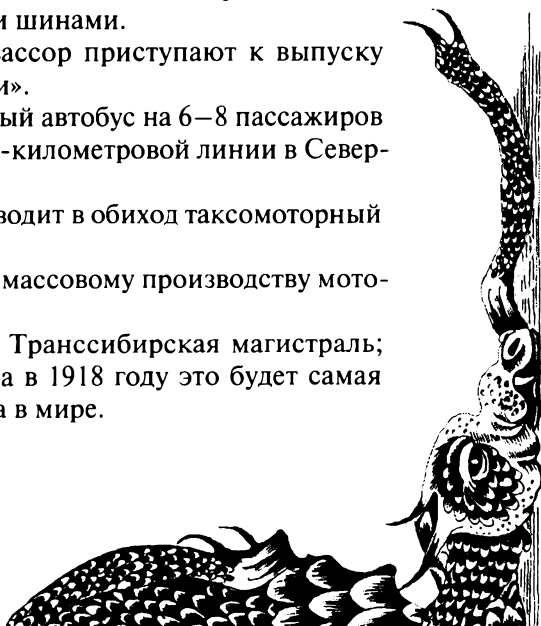 и шинами.
ассор приступают к выпуску
и».
ый автобус на 6–8 пассажиров
-километровой линии в Север-
водит в обиход таксомоторный
массовому производству мото-
Транссибирская магистраль;
а в 1918 году это будет самая
а в мире.